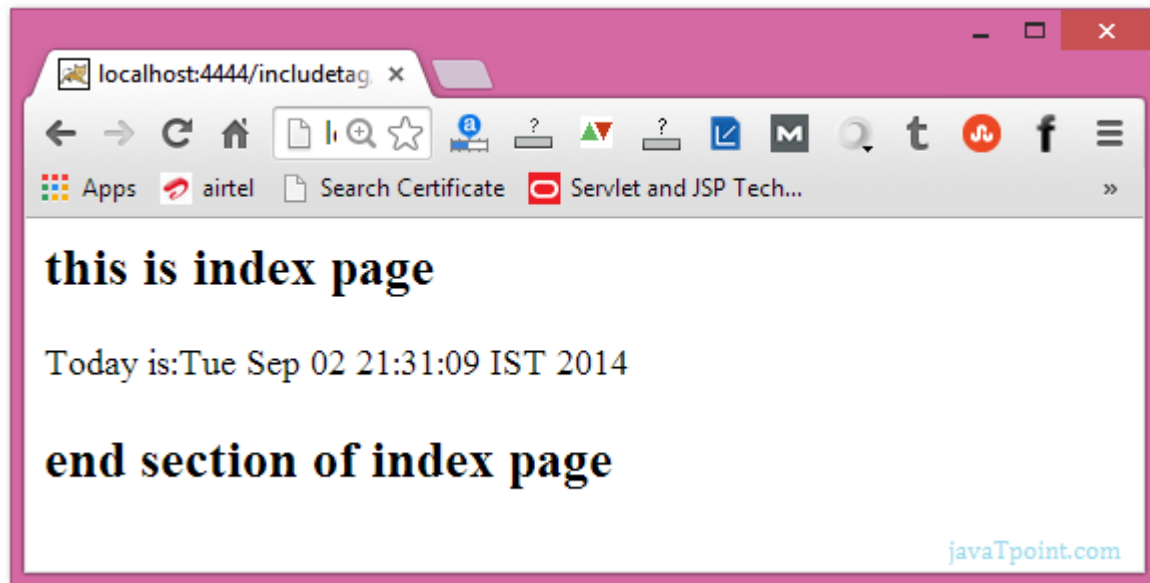 localhost:4444/includetag
Apps airtel Search Certificate Servlet and JSP Tech...
this is index page
Today is:Tue Sep 02 21:31:09 IST 2014
end section of index page
javaTpoint.com